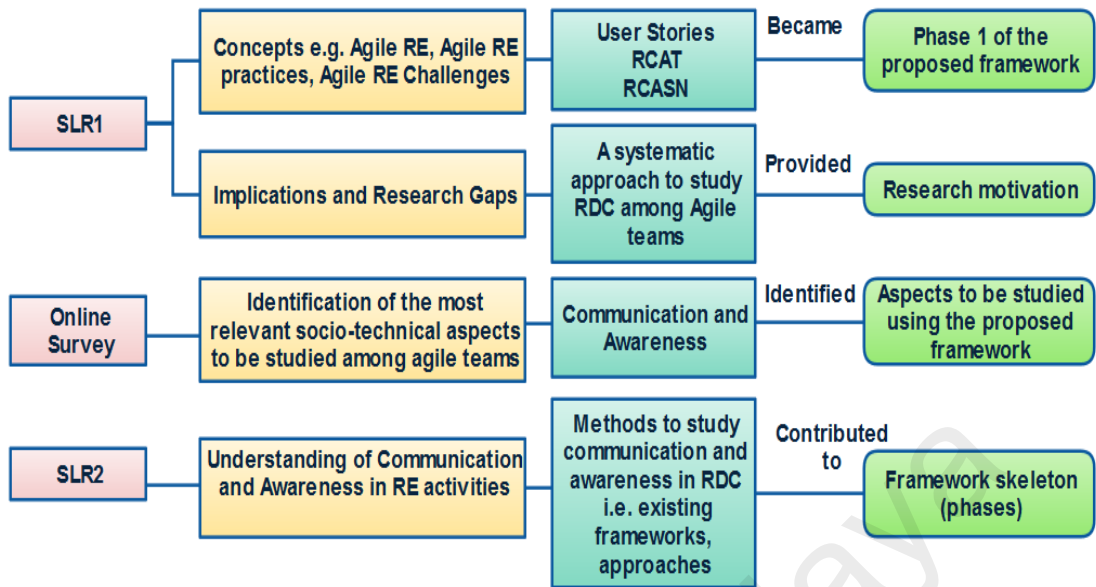 SLR1
Concepts e.g. Agile RE, Agile RE
practices, Agile RE Challenges
User Stories
RCAT
RCASN
Became
Phase 1 of the
proposed framework
Implications and Research Gaps
A systematic
approach to study
RDC among Agile
teams
Provided
Research motivation
Online
Survey
Identification of the most
relevant socio-technical aspects
to be studied among agile teams
Communication and
Awareness
Identified
Aspects to be studied
using the proposed
framework
SLR2
Understanding of Communication
and Awareness in RE activities
Methods to study
communication and
awareness in RDC
i.e. existing
frameworks,
approaches
Contributed
to
Framework skeleton
(phases)